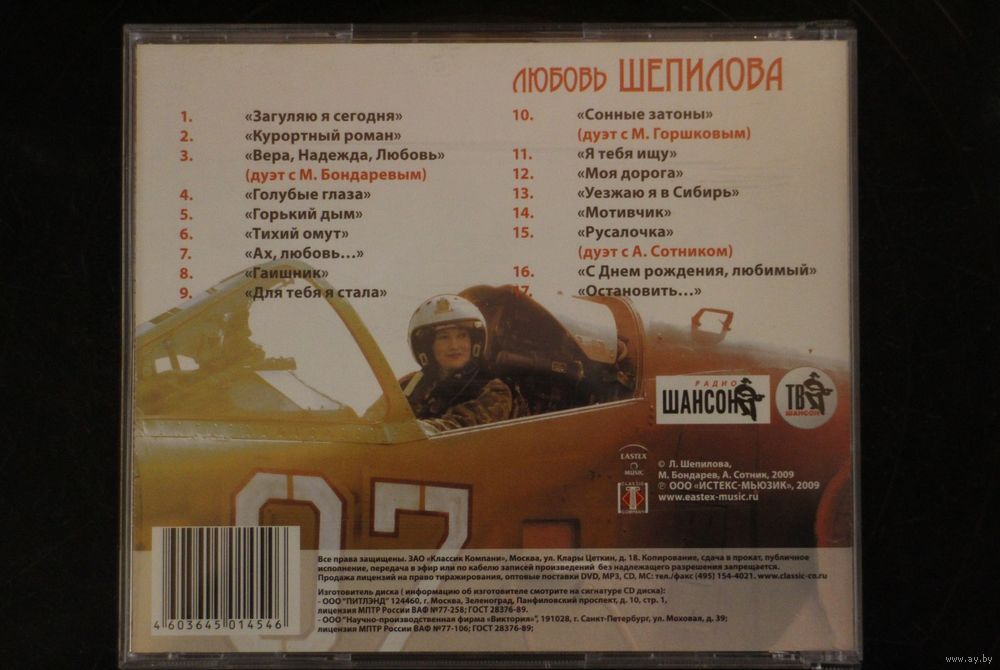 ЛЮБОВЬ ШЕПИЛОВА
1. «Загуляю я сегодня»
2. «Курортный роман»
3. «Вера, Надежда, Любовь»
(дуэт с М. Бондаревым)
4. «Голубые глаза»
5. «Горький дым»
6. «Тихий омут»
7. «Ах, любовь...»
8. «Гаишник»
9. «Для тебя я стала»
10. «Сонные затоны»
(дуэт с М. Горшковым)
11. «Я тебя ищу»
12. «Моя дорога»
13. «Уезжаю я в Сибирь»
14. «Мотивчик»
15. «Русалочка»
(дуэт с А. Сотником)
16. «С Днем рождения, любимый»
17. «Остановить...»
РАДИО
ШАНСОН
ТВ
ШАНСОН
EASTEX
MUSIC
CLASSIC
COMPANY
© Л. Шепилова,
М. Бондарев, А. Сотник, 2009
℗ ООО «ИСТЕКС-МЬЮЗИК», 2009
www.eastex-music.ru
07
Все права защищены. ЗАО «Классик Компани», Москва, ул. Клары Цеткин, д. 18. Копирование, сдача в прокат, публичное
исполнение, передача в эфир или по кабелю записей произведений без надлежащего разрешения запрещается.
Продажа лицензий на право тиражирования, оптовые поставки DVD, MP3, CD, MC: тел./факс (495) 154-4021. www.classic-co.ru
Изготовитель диска ( информацию об изготовителе смотрите на сигнатуре CD диска):
- ООО "ПИТЛЭНД" 124460, г. Москва, Зеленоград, Панфиловский проспект, д. 10, стр. 1,
лицензия МПТР России ВАФ №77-258; ГОСТ 28376-89.
- ООО "Научно-производственная фирма «Виктория»", 191028, г. Санкт-Петербург, ул. Моховая, д. 39;
лицензия МПТР России ВАФ №77-106; ГОСТ 28376-89;
4 603645 014546
www.ay.by